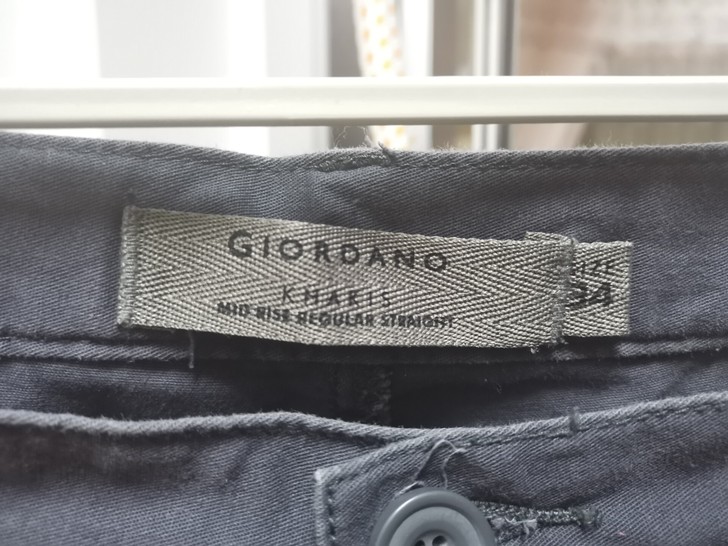 GIORDANO
KHAKIS
MID RISE REGULAR STRAIGHT
SIZE
34